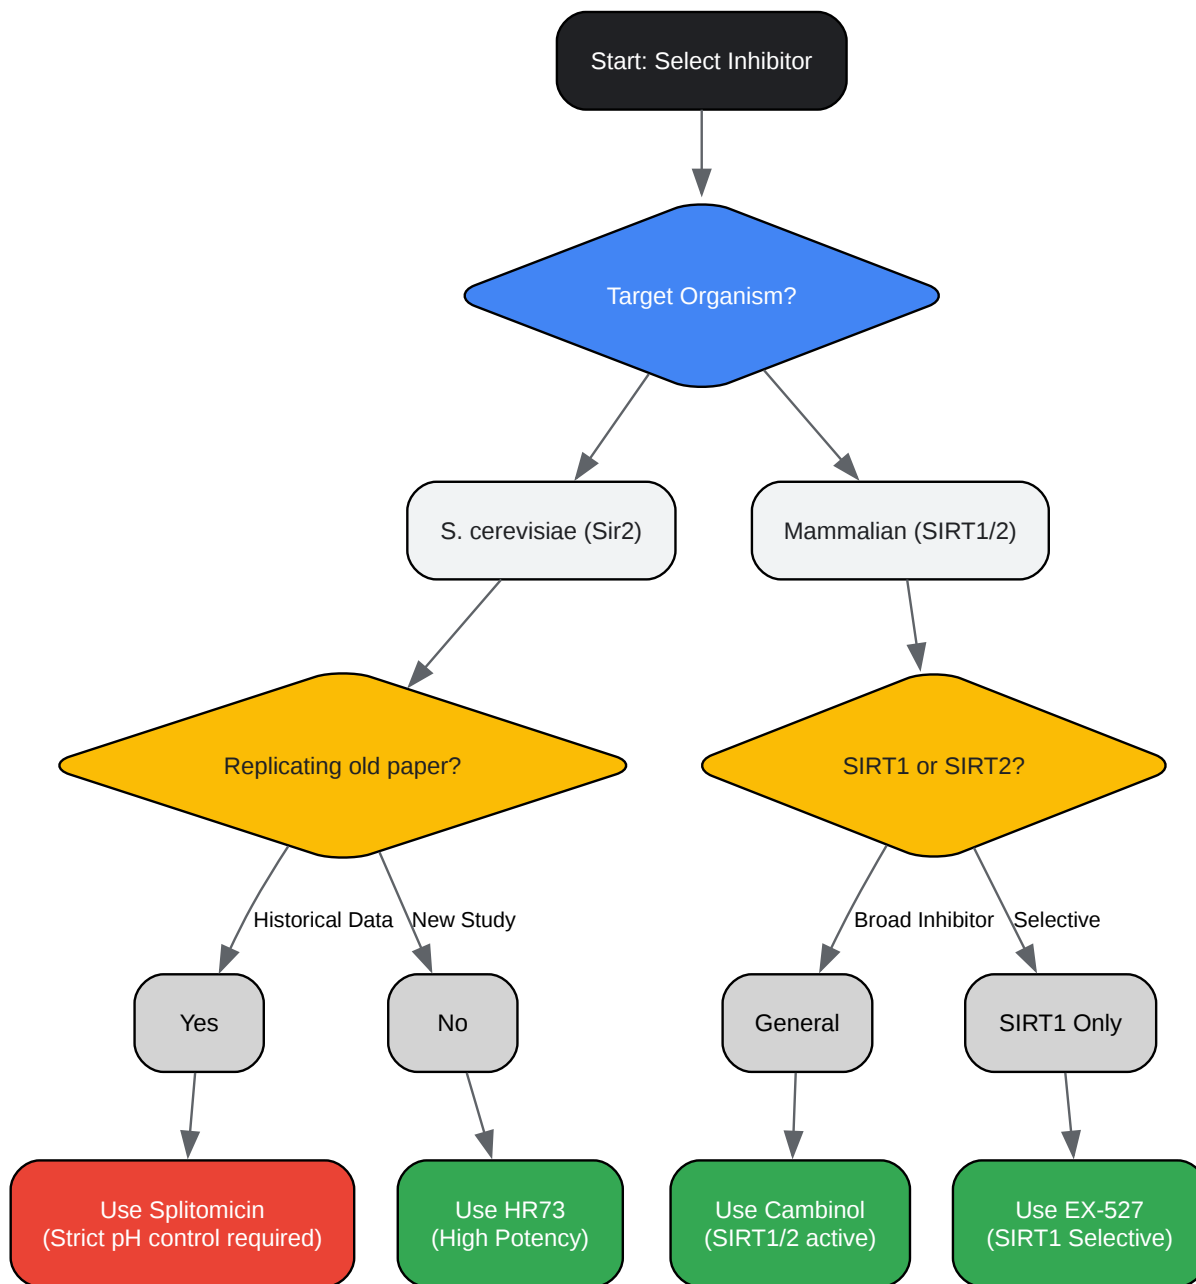 Start: Select Inhibitor
Target Organism?
S. cerevisiae (Sir2)
Mammalian (SIRT1/2)
Replicating old paper?
SIRT1 or SIRT2?
Historical Data
New Study
Broad Inhibitor
Selective
Yes
No
General
SIRT1 Only
Use Splitomicin
(Strict pH control required)
Use HR73
(High Potency)
Use Cambinol
(SIRT1/2 active)
Use EX-527
(SIRT1 Selective)